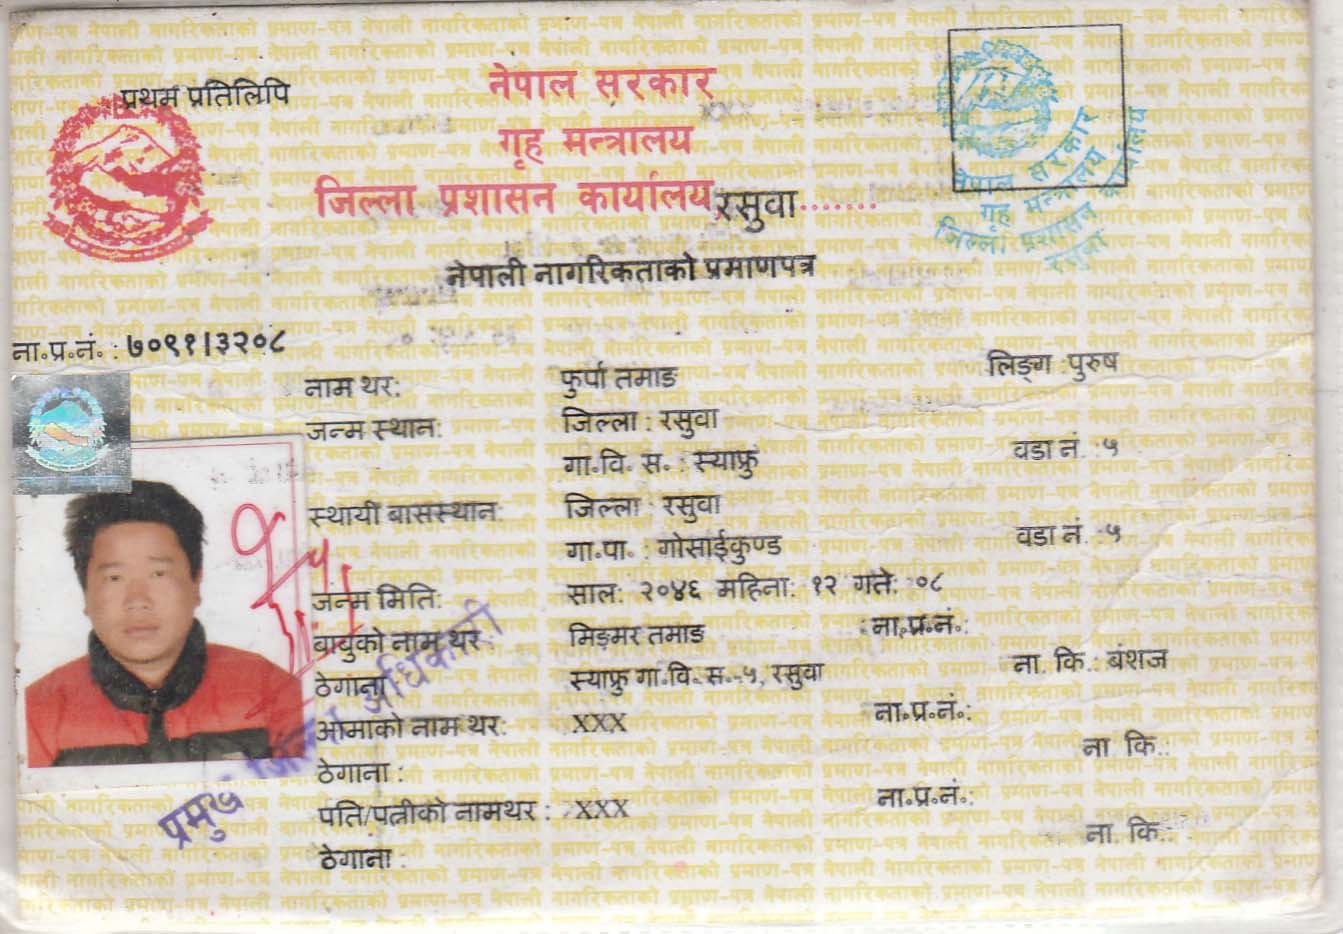 प्रथम प्रतिलिपि
नेपाल सरकार
गृह मन्त्रालय
जिल्ला प्रशासन कार्यालय, रसुवा.......
नेपाल सरकार
गृह मन्त्रालय
जिल्ला प्रशासन कार्यालय
रसुवा
नेपाली नागरिकताको प्रमाणपत्र
ना.प्र.नं. : ७०९१।३२०८
नाम थर: फुर्पा तमाङ लिङ्ग :पुरुष
जन्म स्थान: जिल्ला : रसुवा
गा.वि. स. : स्याफ्रु वडा नं. :५
स्थायी बासस्थान: जिल्ला : रसुवा
गा.पा. : गोसाईकुण्ड वडा नं. :५
जन्म मिति: साल: २०४६ महिना: १२ गते: ०८
बाबुको नाम थर: मिङमर तमाङ ना.प्र.नं.:
ठेगाना स्याफ्रु गा.वि.स.-५, रसुवा ना. कि.: बंशज
आमाको नाम थर: XXX ना.प्र.नं.:
ठेगाना : ना कि.:
पति/पत्नीको नामथर : XXX ना.प्र.नं.:
ठेगाना : ना. कि.:
प्रमुख जिल्ला अधिकारी